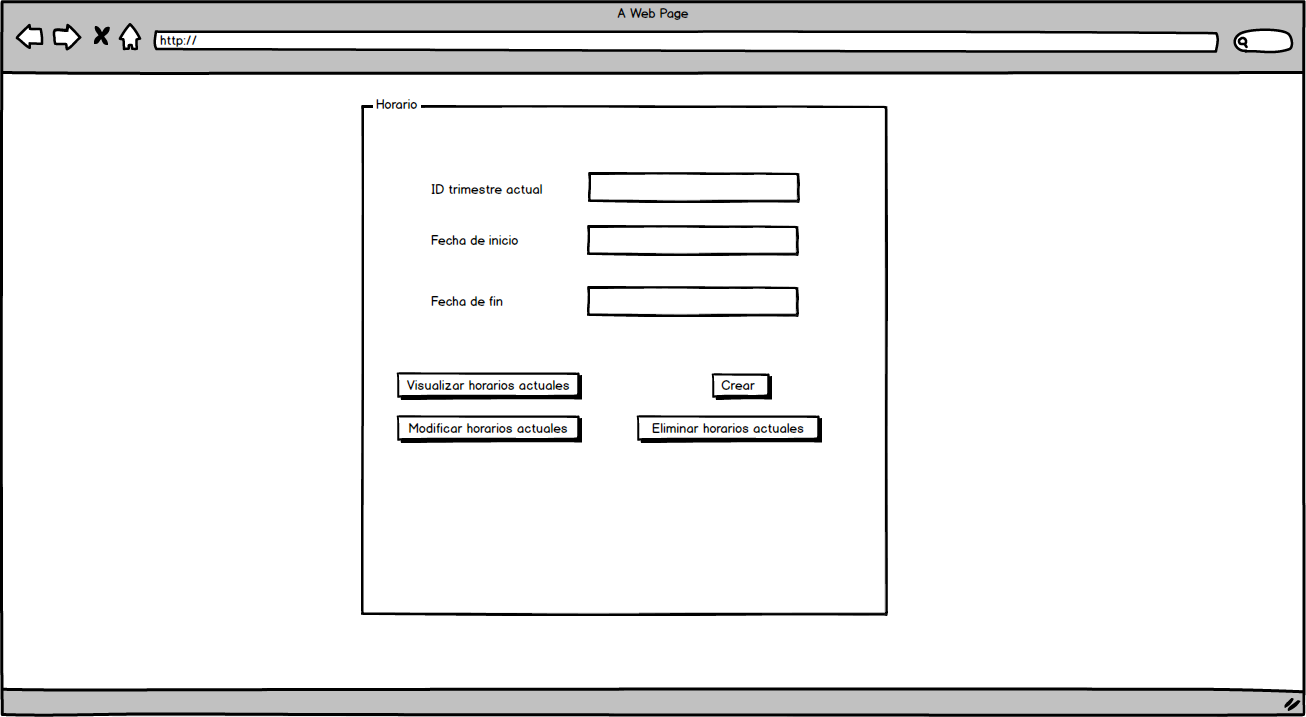 A Web Page
http://
Horario
ID trimestre actual
Fecha de inicio
Fecha de fin
Visualizar horarios actuales
Crear
Modificar horarios actuales
Eliminar horarios actuales